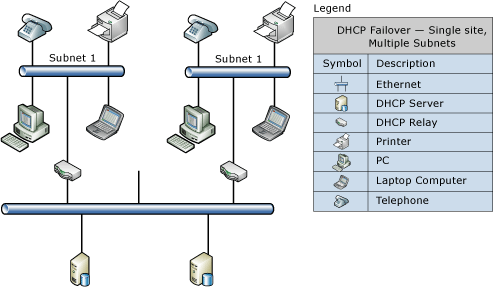 Legend
DHCP Failover — Single site,
Multiple Subnets
Symbol Description
Ethernet
DHCP Server
DHCP Relay
Printer
PC
Laptop Computer
Telephone
Subnet 1
Subnet 1